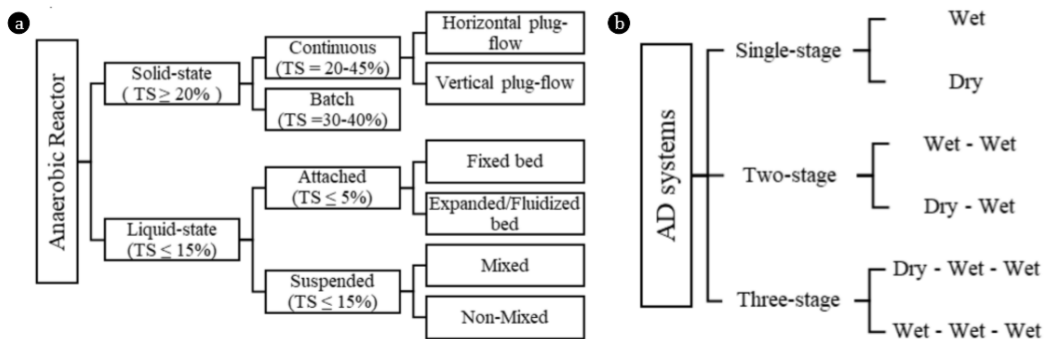 a
Anaerobic Reactor
Solid-state
( TS ≥ 20% )
Continuous
(TS = 20-45%)
Horizontal plug-
flow
Vertical plug-flow
Batch
(TS =30-40%)
Liquid-state
(TS ≤ 15%)
Attached
(TS ≤ 5%)
Fixed bed
Expanded/Fluidized
bed
Suspended
(TS ≤ 15%)
Mixed
Non-Mixed
b
AD systems
Single-stage
Wet
Dry
Two-stage
Wet - Wet
Dry - Wet
Three-stage
Dry - Wet - Wet
Wet - Wet - Wet